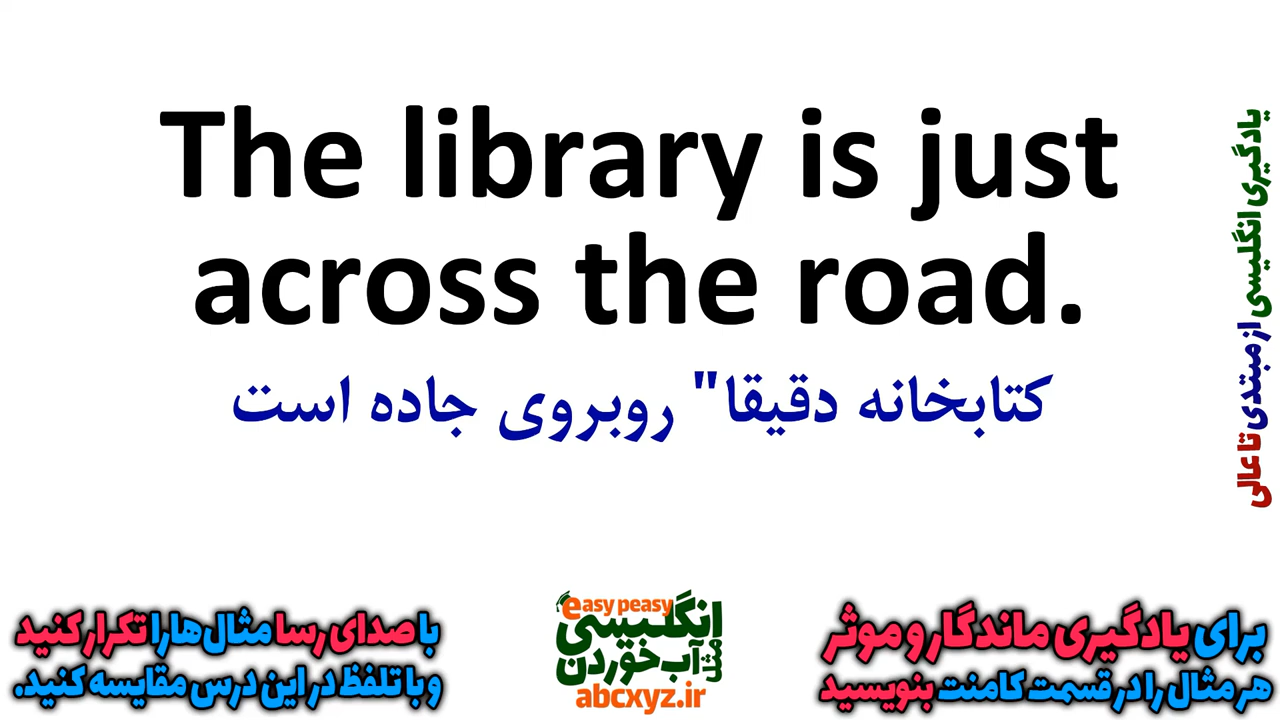 The library is just
across the road.
کتابخانه دقیقا" روبروی جاده است
یادگیری انگلیسی از مبتدی تا عالی
برای یادگیری ماندگار و موثر
هر مثال را در قسمت کامنت بنویسید
easy peasy
انگلیسی
مثل
آب خوردن
abcxyz.ir
با صدای رسا مثال‌ها را تکرار کنید
و با تلفظ در این درس مقایسه کنید.